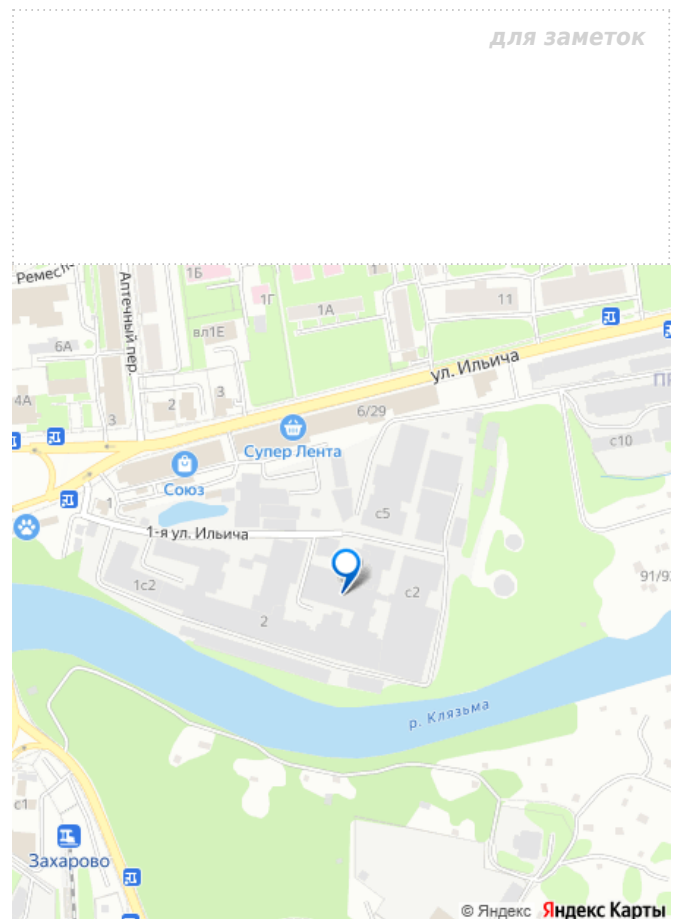 для заметок
Ремесл
1Б
1
Аптечный пер.
1Г
1А
11
вл1Е
6А
ул. Ильича
4А
2
3
3
6/29
Супер Лента
с10
Союз
1
с5
1-я ул. Ильича
1с2
с2
91/9
2
р. Клязьма
с1
Захарово
© Яндекс Яндекс Карты